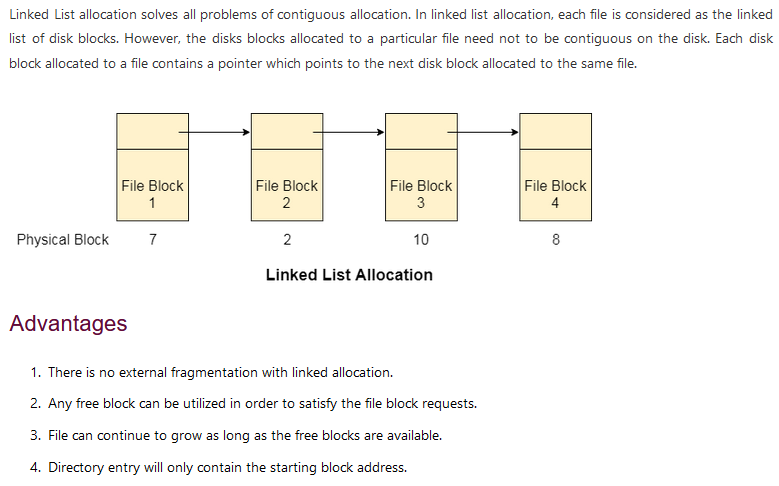 Linked List allocation solves all problems of contiguous allocation. In linked list allocation, each file is considered as the linked
list of disk blocks. However, the disks blocks allocated to a particular file need not to be contiguous on the disk. Each disk
block allocated to a file contains a pointer which points to the next disk block allocated to the same file.
File Block File Block File Block File Block
1 2 3 4
Physical Block 7 2 10 8
Linked List Allocation
Advantages
1. There is no external fragmentation with linked allocation.
2. Any free block can be utilized in order to satisfy the file block requests.
3. File can continue to grow as long as the free blocks are available.
4. Directory entry will only contain the starting block address.